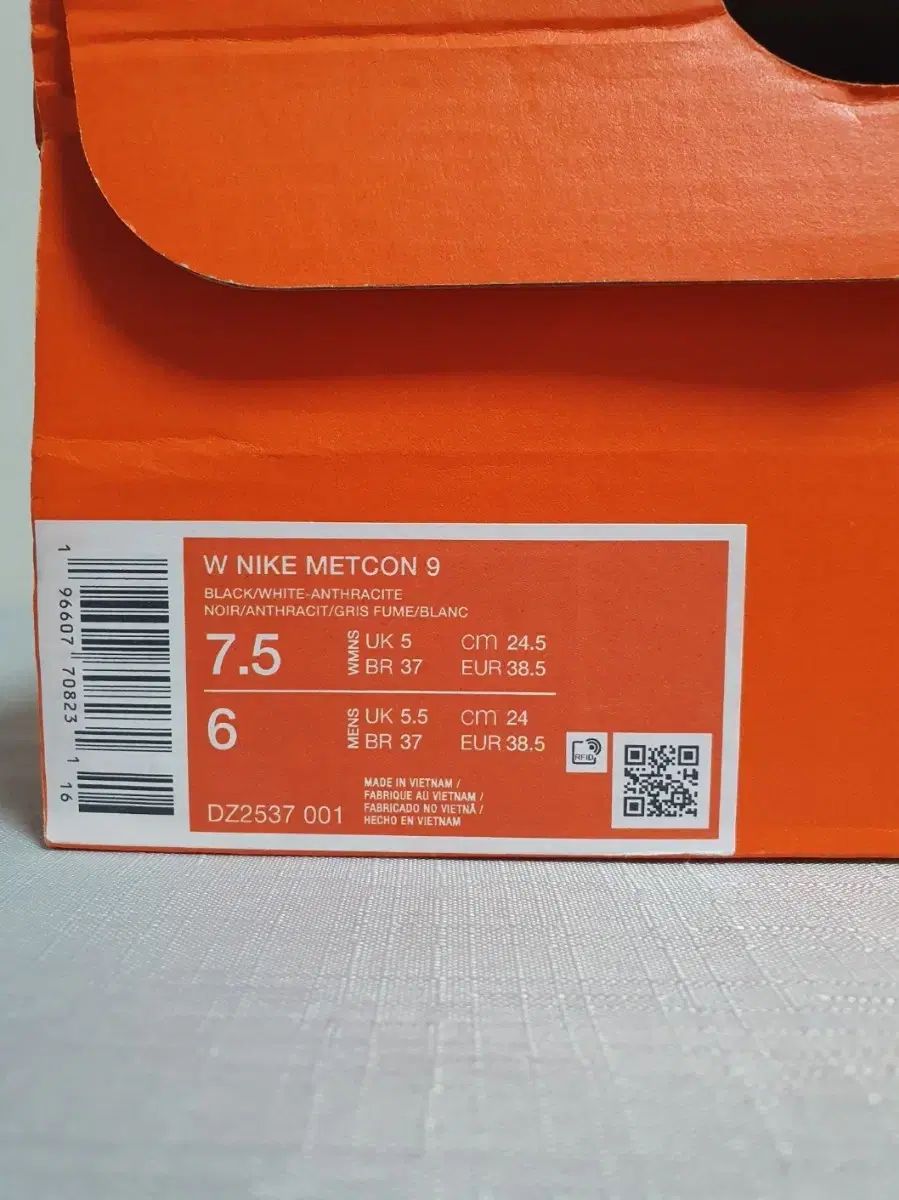 W NIKE METCON 9
BLACK/WHITE-ANTHRACITE
NOIR/ANTHRACIT/GRIS FUME/BLANC
7.5 WMNS UK 5 cm 24.5
BR 37 EUR 38.5
6 MENS UK 5.5 cm 24
BR 37 EUR 38.5
RFID
MADE IN VIETNAM /
FABRIQUE AU VIETNAM /
FABRICADO NO VIETNÃ /
HECHO EN VIETNAM
DZ2537 001
1 96607 70823 1 16